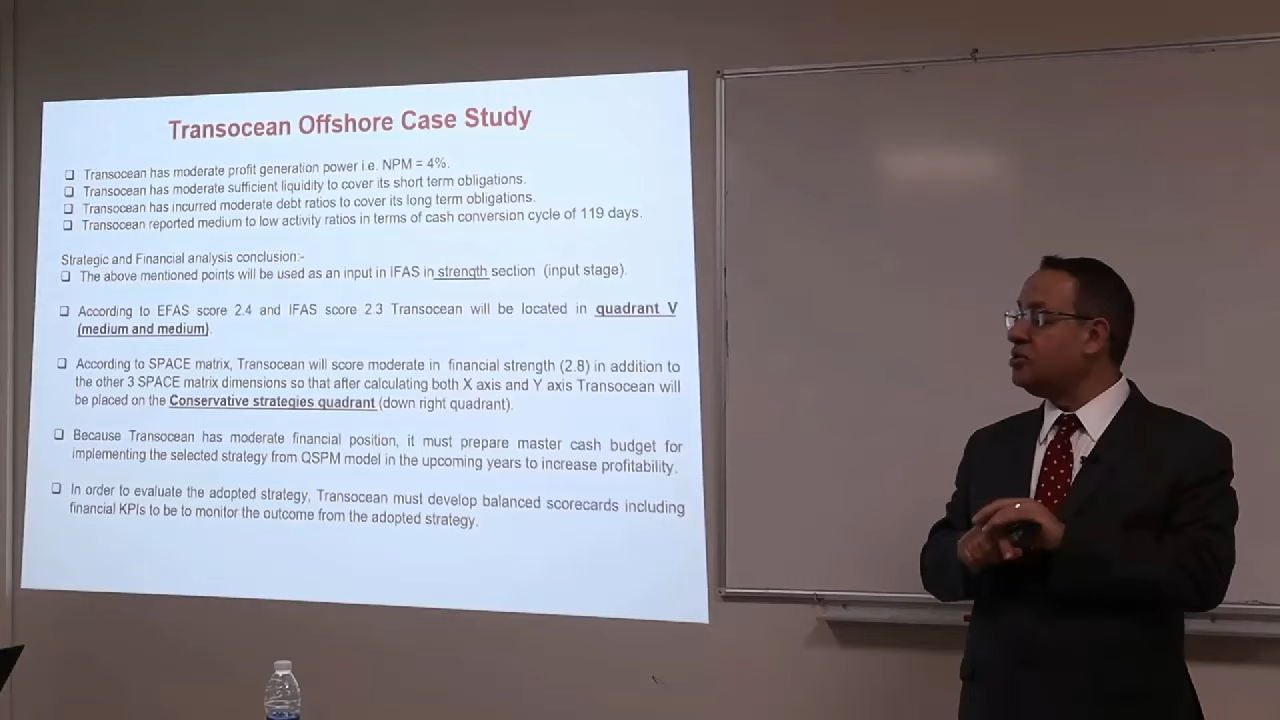 Transocean Offshore Case Study
❑ Transocean has moderate profit generation power i.e. NPM = 4%.
❑ Transocean has moderate sufficient liquidity to cover its short term obligations.
❑ Transocean has incurred moderate debt ratios to cover its long term obligations.
❑ Transocean reported medium to low activity ratios in terms of cash conversion cycle of 119 days.
Strategic and Financial analysis conclusion:-
❑ The above mentioned points will be used as an input in IFAS in strength section (input stage).
❑ According to EFAS score 2.4 and IFAS score 2.3 Transocean will be located in quadrant V
(medium and medium).
❑ According to SPACE matrix, Transocean will score moderate in financial strength (2.8) in addition to
the other 3 SPACE matrix dimensions so that after calculating both X axis and Y axis Transocean will
be placed on the Conservative strategies quadrant (down right quadrant).
❑ Because Transocean has moderate financial position, it must prepare master cash budget for
implementing the selected strategy from QSPM model in the upcoming years to increase profitability.
❑ In order to evaluate the adopted strategy, Transocean must develop balanced scorecards including
financial KPIs to be to monitor the outcome from the adopted strategy.